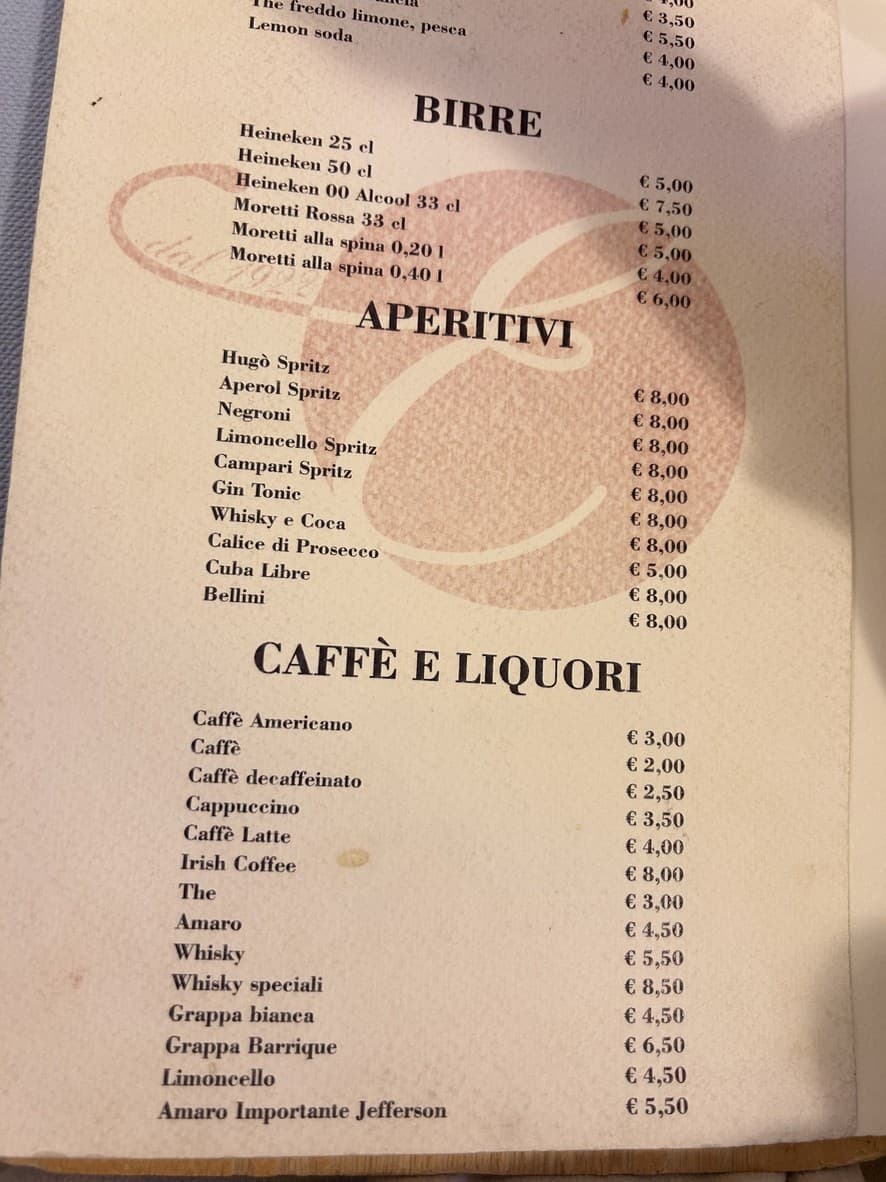 The freddo limone, pesca € 5,50
Lemon soda € 4,00
€ 4,00
BIRRE
Heineken 25 cl € 5,00
Heineken 50 cl € 7,50
Heineken 00 Alcool 33 cl € 5,00
Moretti Rossa 33 cl € 5,00
Moretti alla spina 0,20 l € 4,00
Moretti alla spina 0,40 l € 6,00
dal 1922
APERITIVI
Hugò Spritz € 8,00
Aperol Spritz € 8,00
Negroni € 8,00
Limoncello Spritz € 8,00
Campari Spritz € 8,00
Gin Tonic € 8,00
Whisky e Coca € 8,00
Calice di Prosecco € 5,00
Cuba Libre € 8,00
Bellini € 8,00
CAFFÈ E LIQUORI
Caffè Americano € 3,00
Caffè € 2,00
Caffè decaffeinato € 2,50
Cappuccino € 3,50
Caffè Latte € 4,00
Irish Coffee € 8,00
The € 3,00
Amaro € 4,50
Whisky € 5,50
Whisky speciali € 8,50
Grappa bianca € 4,50
Grappa Barrique € 6,50
Limoncello € 4,50
Amaro Importante Jefferson € 5,50